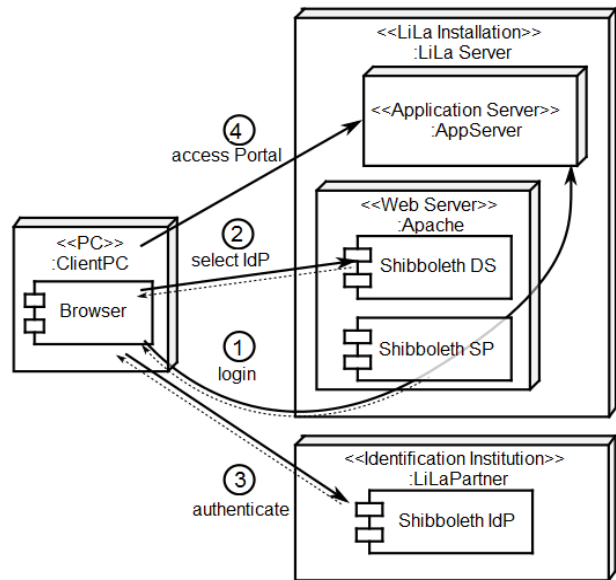 <<LiLa Installation>>
:LiLa Server
<<Application Server>>
:AppServer
4
access Portal
<<Web Server>>
:Apache
<<PC>>
:ClientPC
2
select IdP
Shibboleth DS
Browser
1
login
Shibboleth SP
<<Identification Institution>>
:LiLaPartner
3
authenticate
Shibboleth IdP